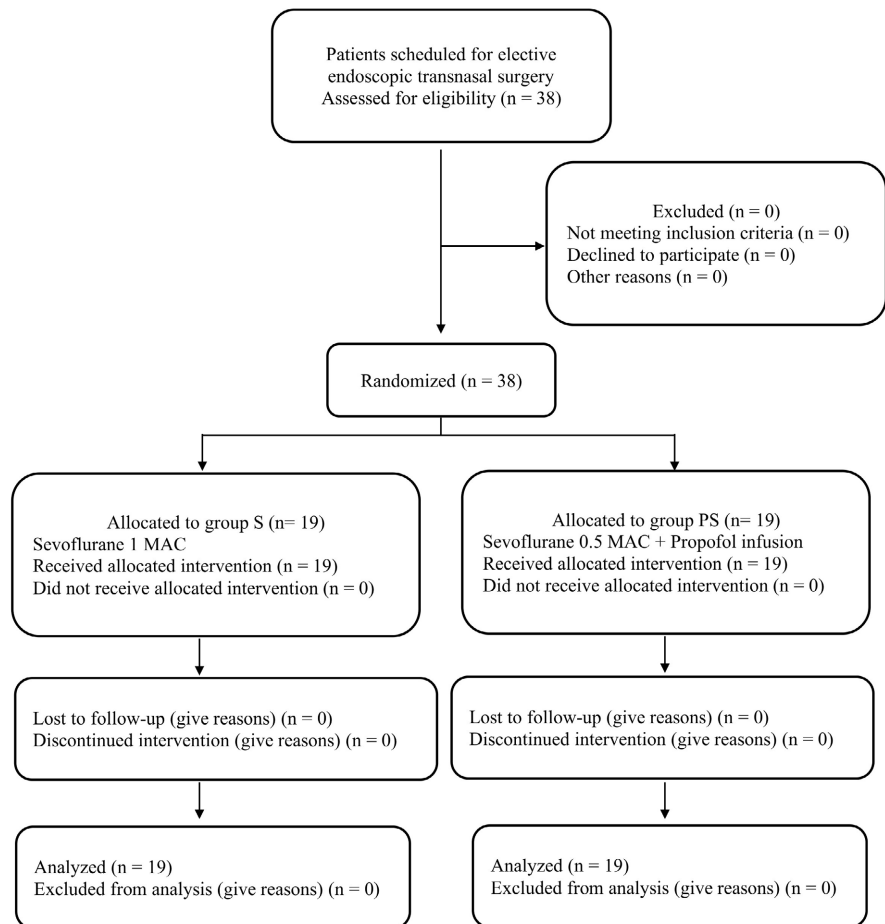 Patients scheduled for elective
endoscopic transnasal surgery
Assessed for eligibility (n = 38)
Excluded (n = 0)
Not meeting inclusion criteria (n = 0)
Declined to participate (n = 0)
Other reasons (n = 0)
Randomized (n = 38)
Allocated to group S (n= 19)
Sevoflurane 1 MAC
Received allocated intervention (n = 19)
Did not receive allocated intervention (n = 0)
Allocated to group PS (n= 19)
Sevoflurane 0.5 MAC + Propofol infusion
Received allocated intervention (n = 19)
Did not receive allocated intervention (n = 0)
Lost to follow-up (give reasons) (n = 0)
Discontinued intervention (give reasons) (n = 0)
Lost to follow-up (give reasons) (n = 0)
Discontinued intervention (give reasons) (n = 0)
Analyzed (n = 19)
Excluded from analysis (give reasons) (n = 0)
Analyzed (n = 19)
Excluded from analysis (give reasons) (n = 0)